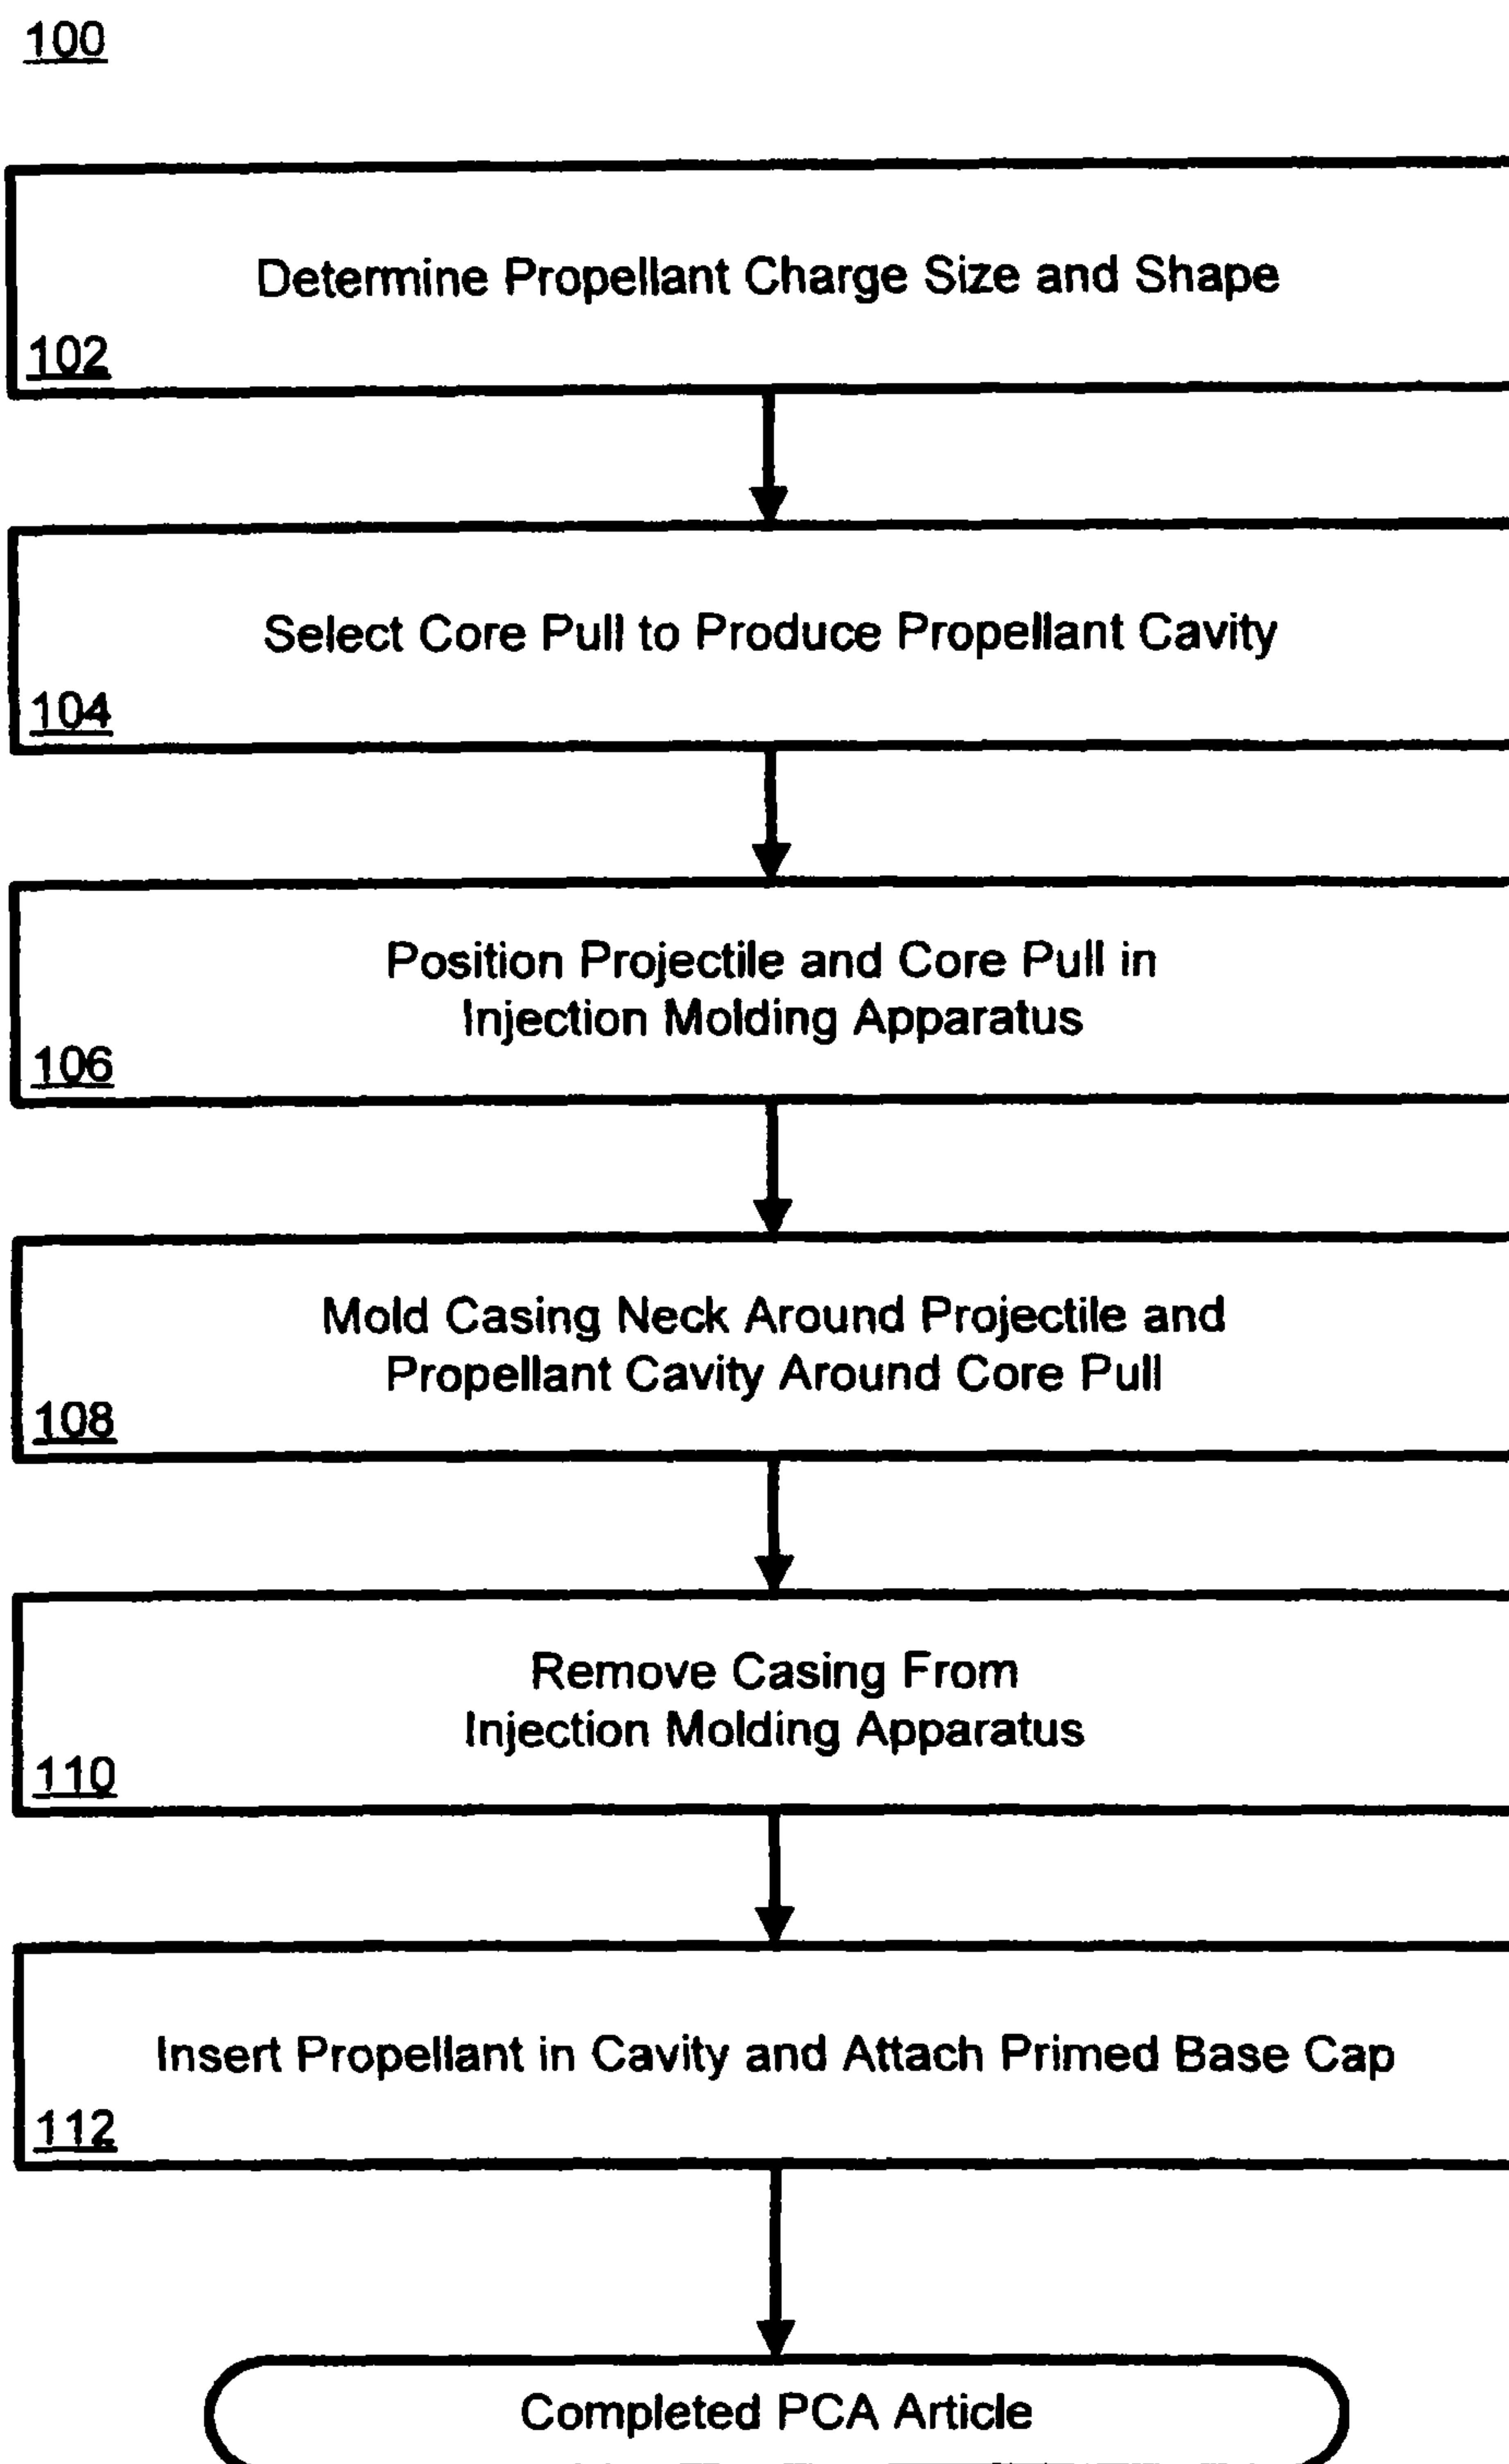 100
Determine Propellant Charge Size and Shape
102
Select Core Pull to Produce Propellant Cavity
104
Position Projectile and Core Pull in
Injection Molding Apparatus
106
Mold Casing Neck Around Projectile and
Propellant Cavity Around Core Pull
108
Remove Casing From
Injection Molding Apparatus
110
Insert Propellant in Cavity and Attach Primed Base Cap
112
Completed PCA Article